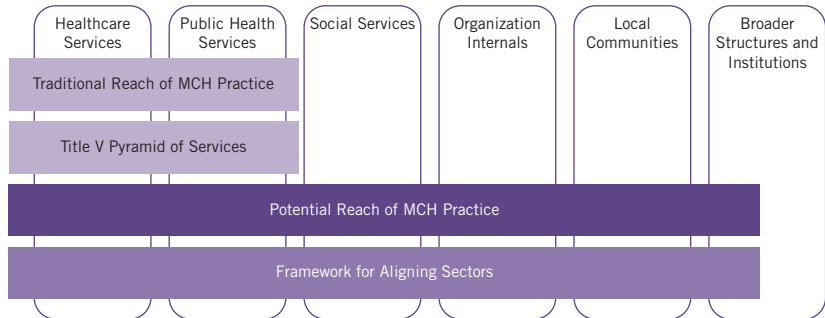 Healthcare
Services
Public Health
Services
Social Services
Organization
Internals
Local
Communities
Broader
Structures and
Institutions
Traditional Reach of MCH Practice
Title V Pyramid of Services
Potential Reach of MCH Practice
Framework for Aligning Sectors